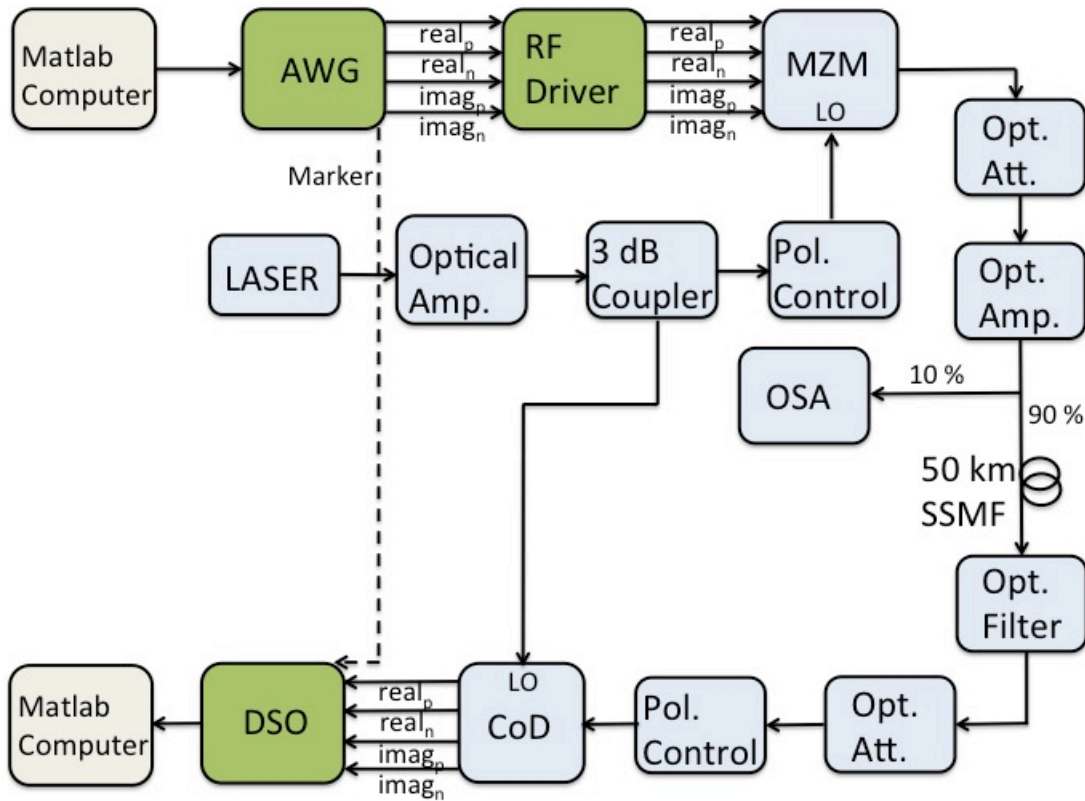 Matlab
Computer
AWG
real_p
real_n
imag_p
imag_n
RF
Driver
real_p
real_n
imag_p
imag_n
MZM
LO
Opt.
Att.
Marker
LASER
Optical
Amp.
3 dB
Coupler
Pol.
Control
Opt.
Amp.
OSA
10 %
90 %
50 km
SSMF
Opt.
Filter
Matlab
Computer
DSO
real_p
real_n
imag_p
imag_n
LO
CoD
Pol.
Control
Opt.
Att.